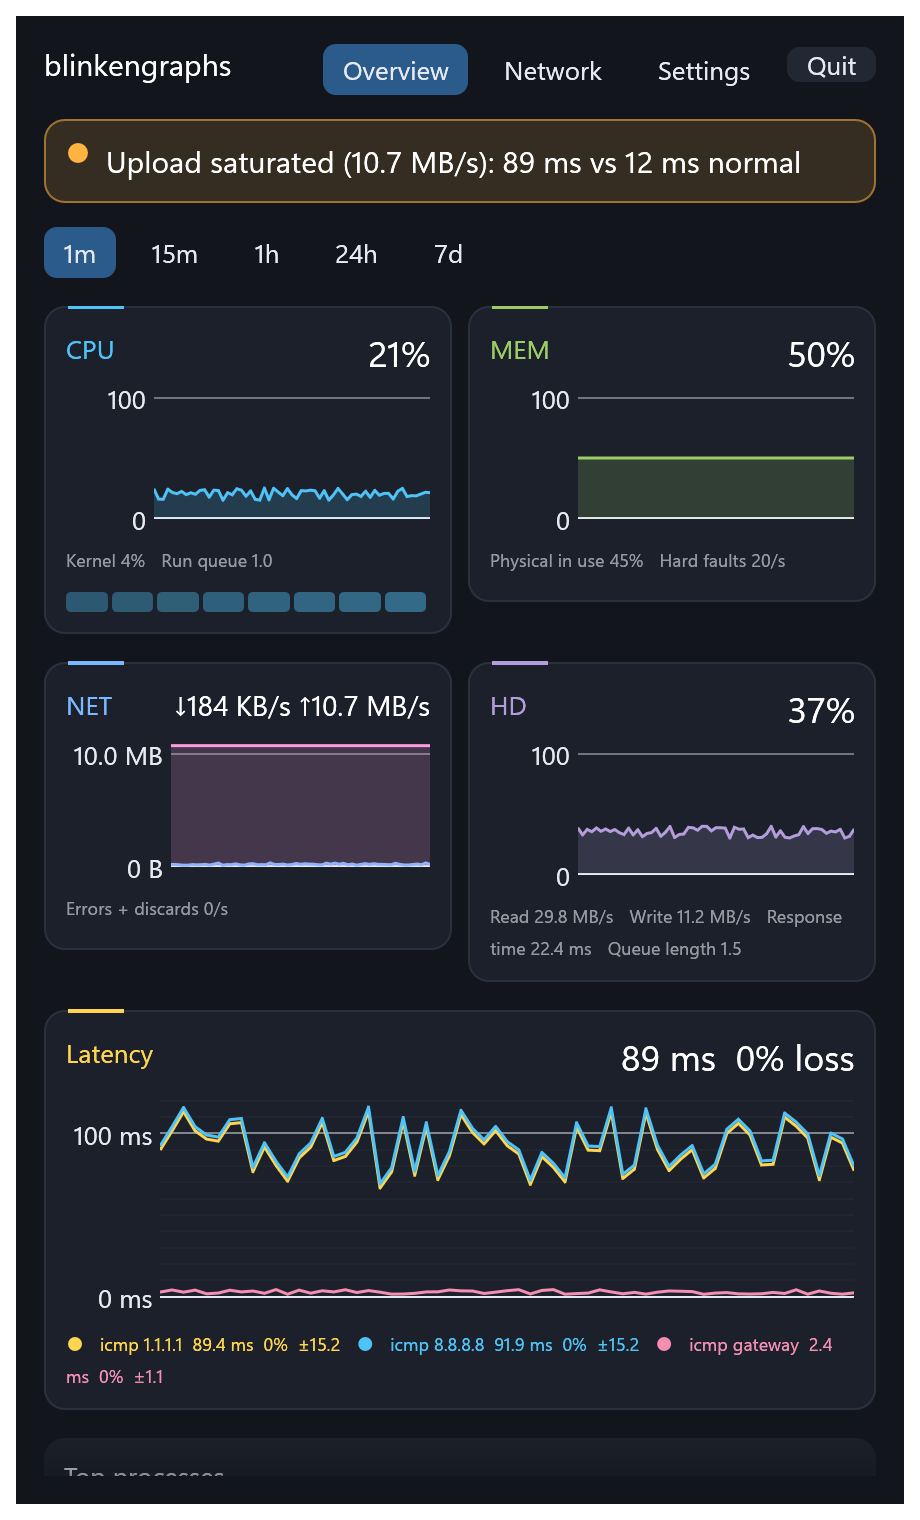 blinkengraphs Overview Network Settings Quit
Upload saturated (10.7 MB/s): 89 ms vs 12 ms normal
1m 15m 1h 24h 7d
CPU 21%
100
0
Kernel 4% Run queue 1.0
MEM 50%
100
0
Physical in use 45% Hard faults 20/s
NET ↓184 KB/s ↑10.7 MB/s
10.0 MB
0 B
Errors + discards 0/s
HD 37%
100
0
Read 29.8 MB/s Write 11.2 MB/s Response
time 22.4 ms Queue length 1.5
Latency 89 ms 0% loss
100 ms
0 ms
icmp 1.1.1.1 89.4 ms 0% ±15.2 icmp 8.8.8.8 91.9 ms 0% ±15.2 icmp gateway 2.4
ms 0% ±1.1
Top processes